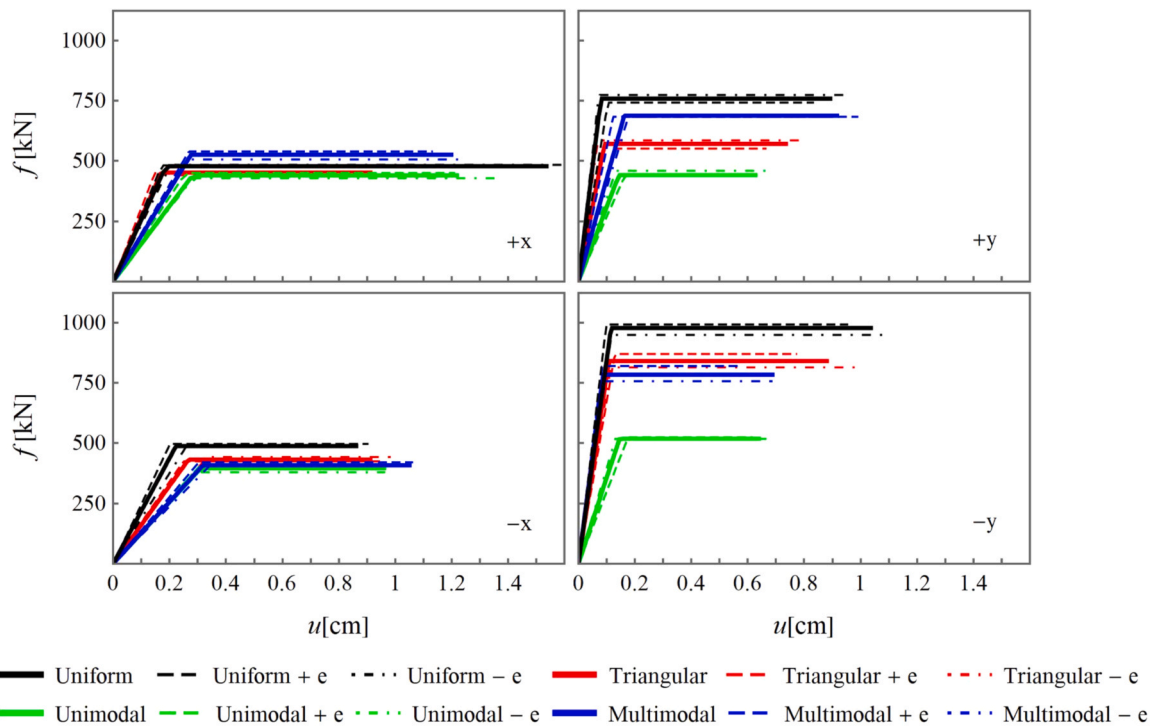 1000
750
500
250
f[kN]
+x
+y
1000
750
500
250
f[kN]
−x
−y
0 0.2 0.4 0.6 0.8 1 1.2 1.4
0 0.2 0.4 0.6 0.8 1 1.2 1.4
u[cm] u[cm]
Uniform Uniform + e Uniform − e Triangular Triangular + e Triangular − e
Unimodal Unimodal + e Unimodal − e Multimodal Multimodal + e Multimodal − e